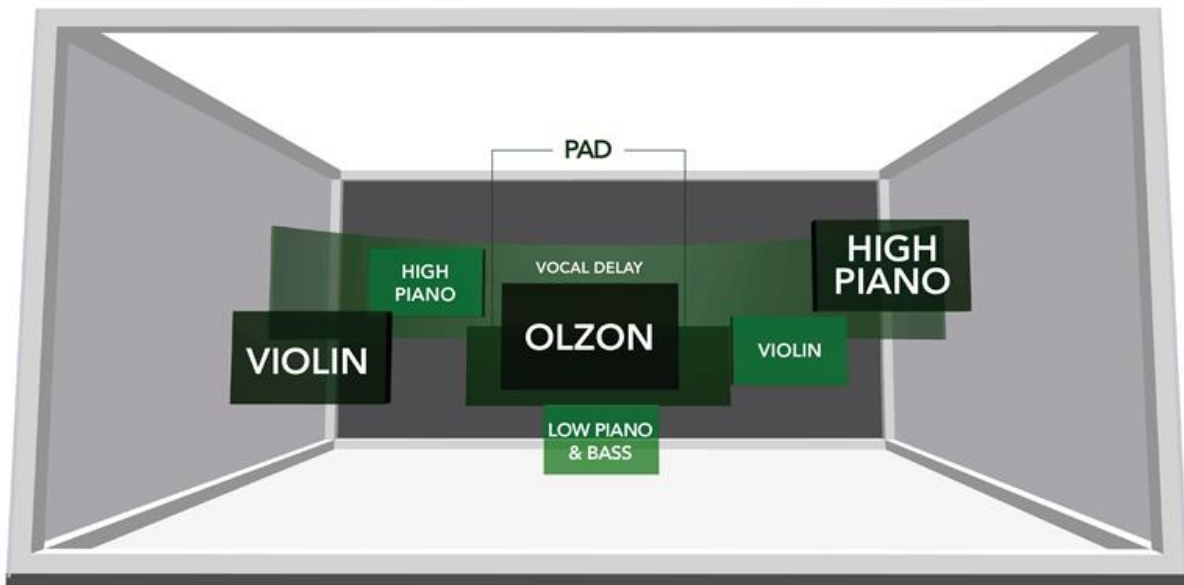 PAD
HIGH
PIANO
VOCAL DELAY
HIGH
PIANO
OLZON
VIOLIN
VIOLIN
LOW PIANO
& BASS